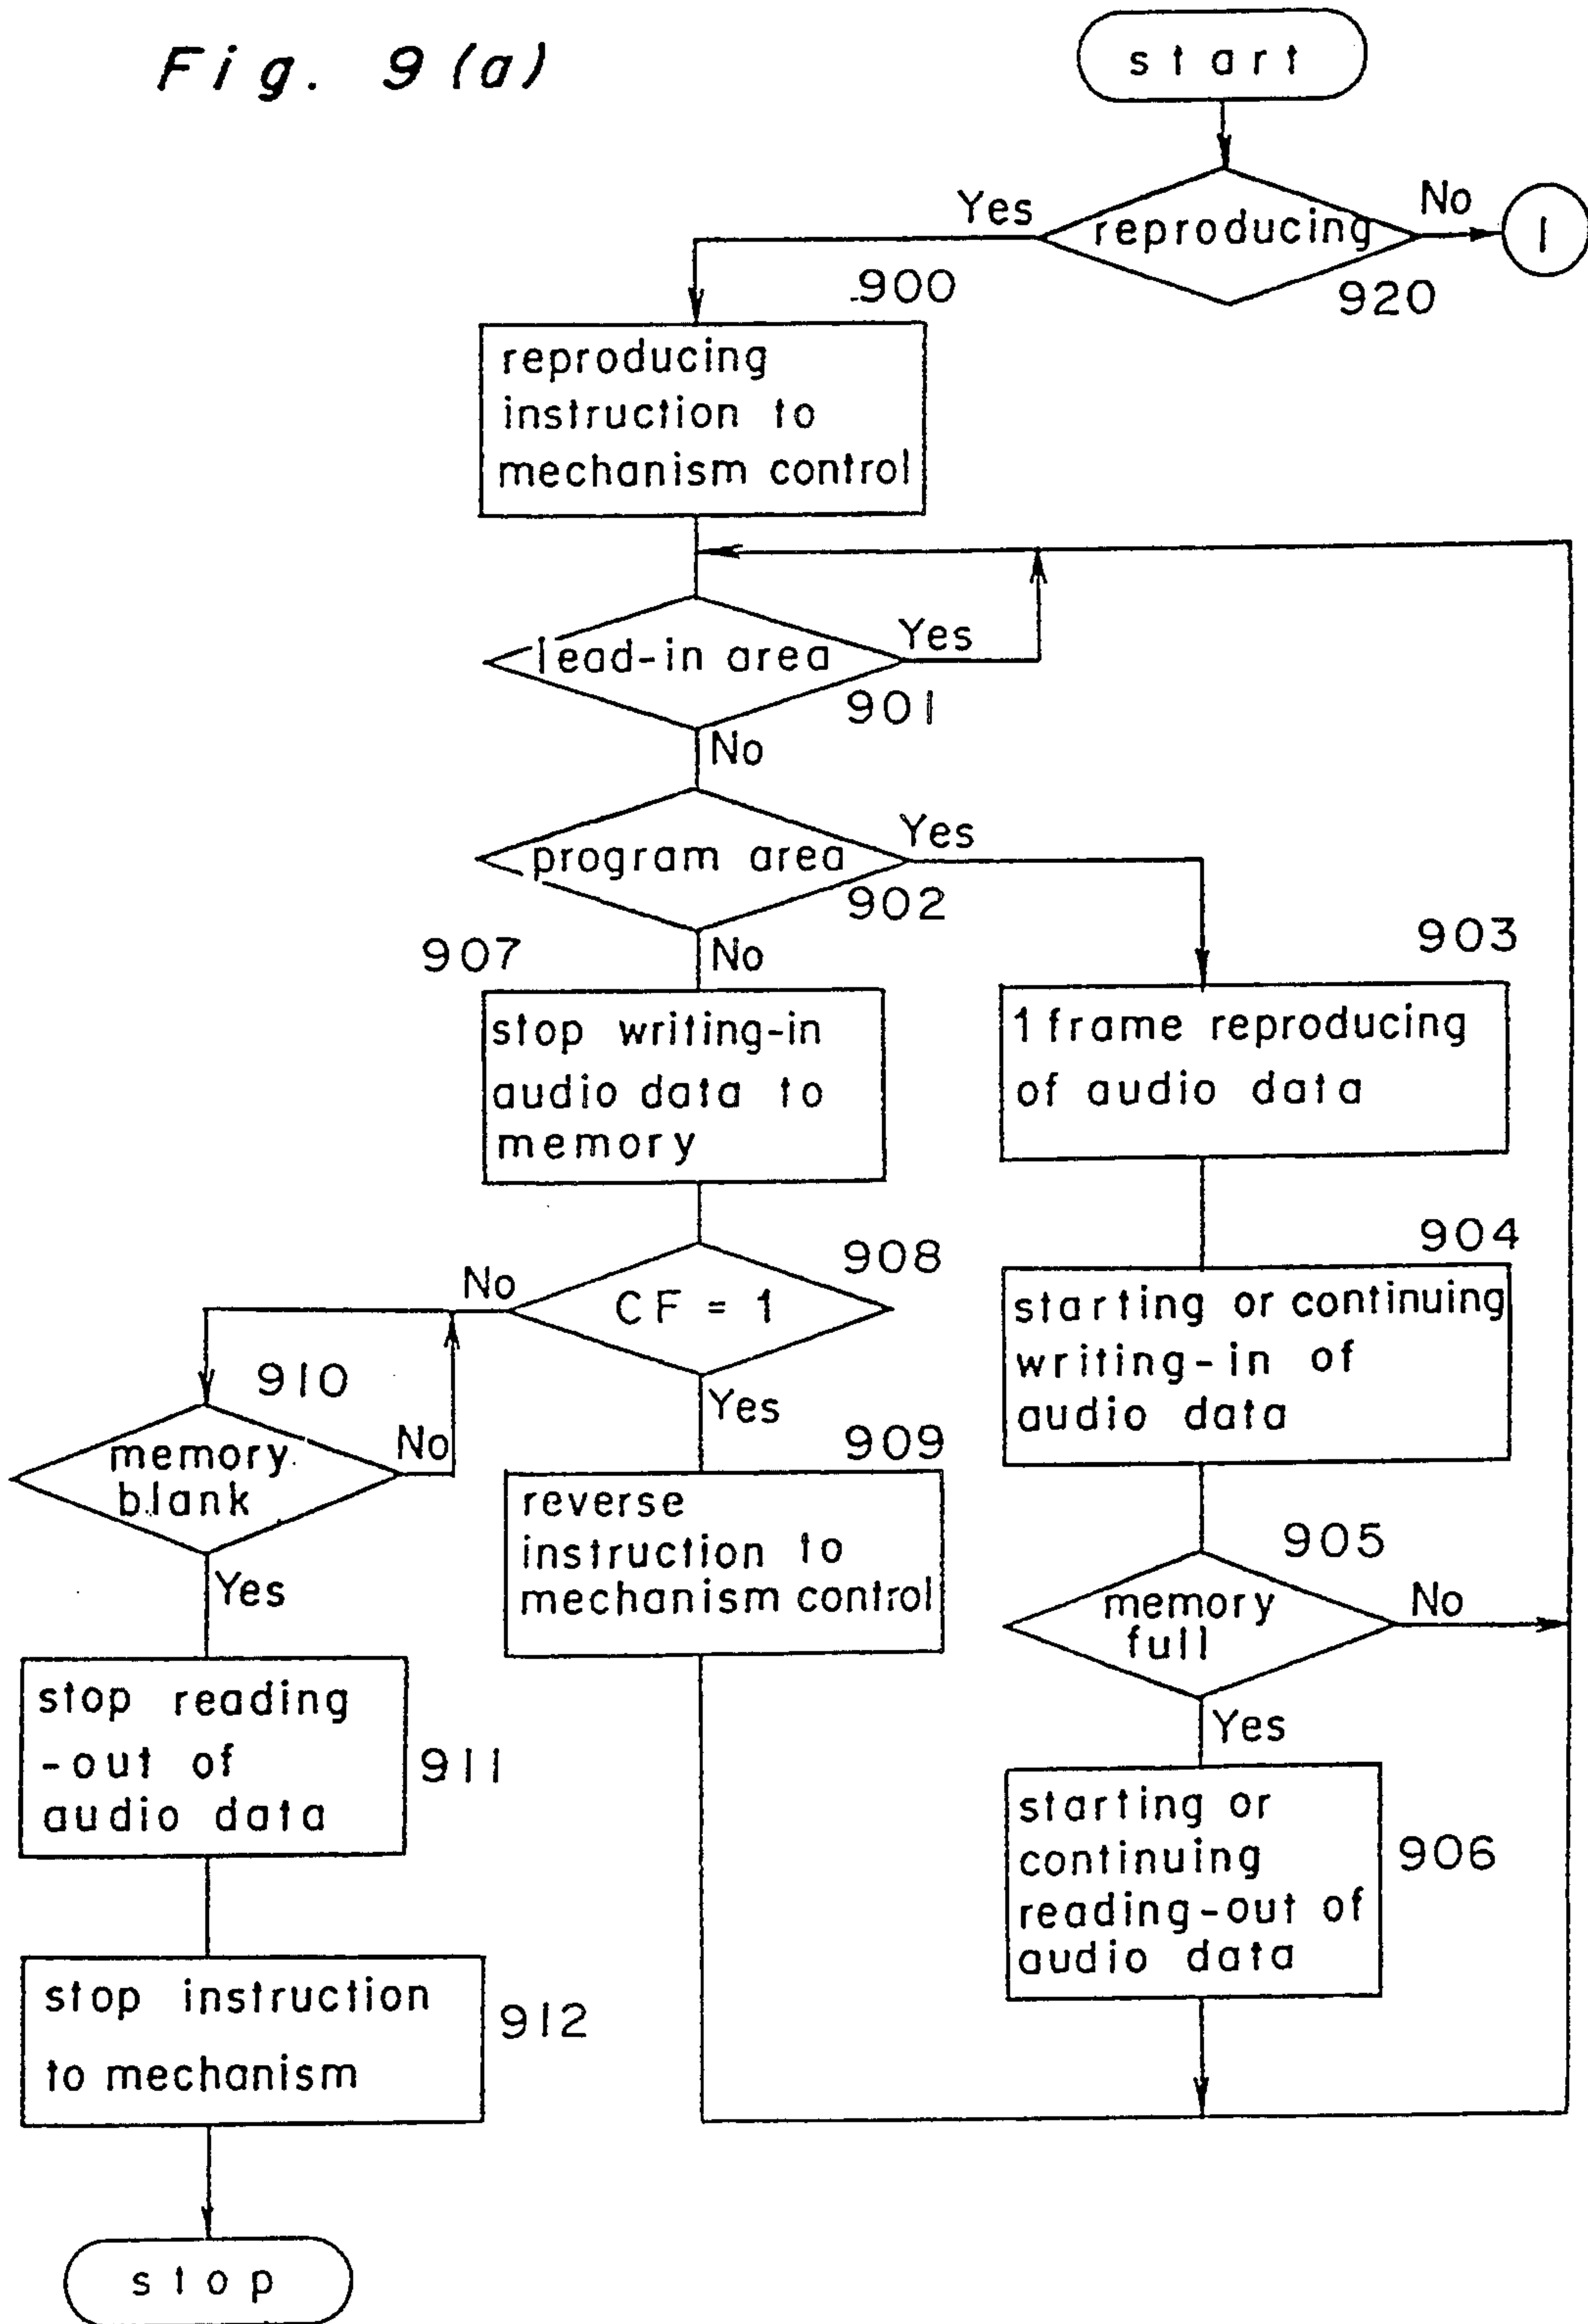 Fig. 9(a)
start
reproducing
Yes
No
1
920
900
reproducing
instruction to
mechanism control
lead-in area
Yes
901
No
program area
Yes
902
No
907
stop writing-in
audio data to
memory
903
1 frame reproducing
of audio data
904
starting or continuing
writing-in of
audio data
908
CF = 1
No
Yes
910
memory
blank
No
Yes
909
reverse
instruction to
mechanism control
905
memory
full
No
Yes
stop reading
-out of
audio data
911
starting or
continuing
reading-out of
audio data
906
stop instruction
to mechanism
912
stop